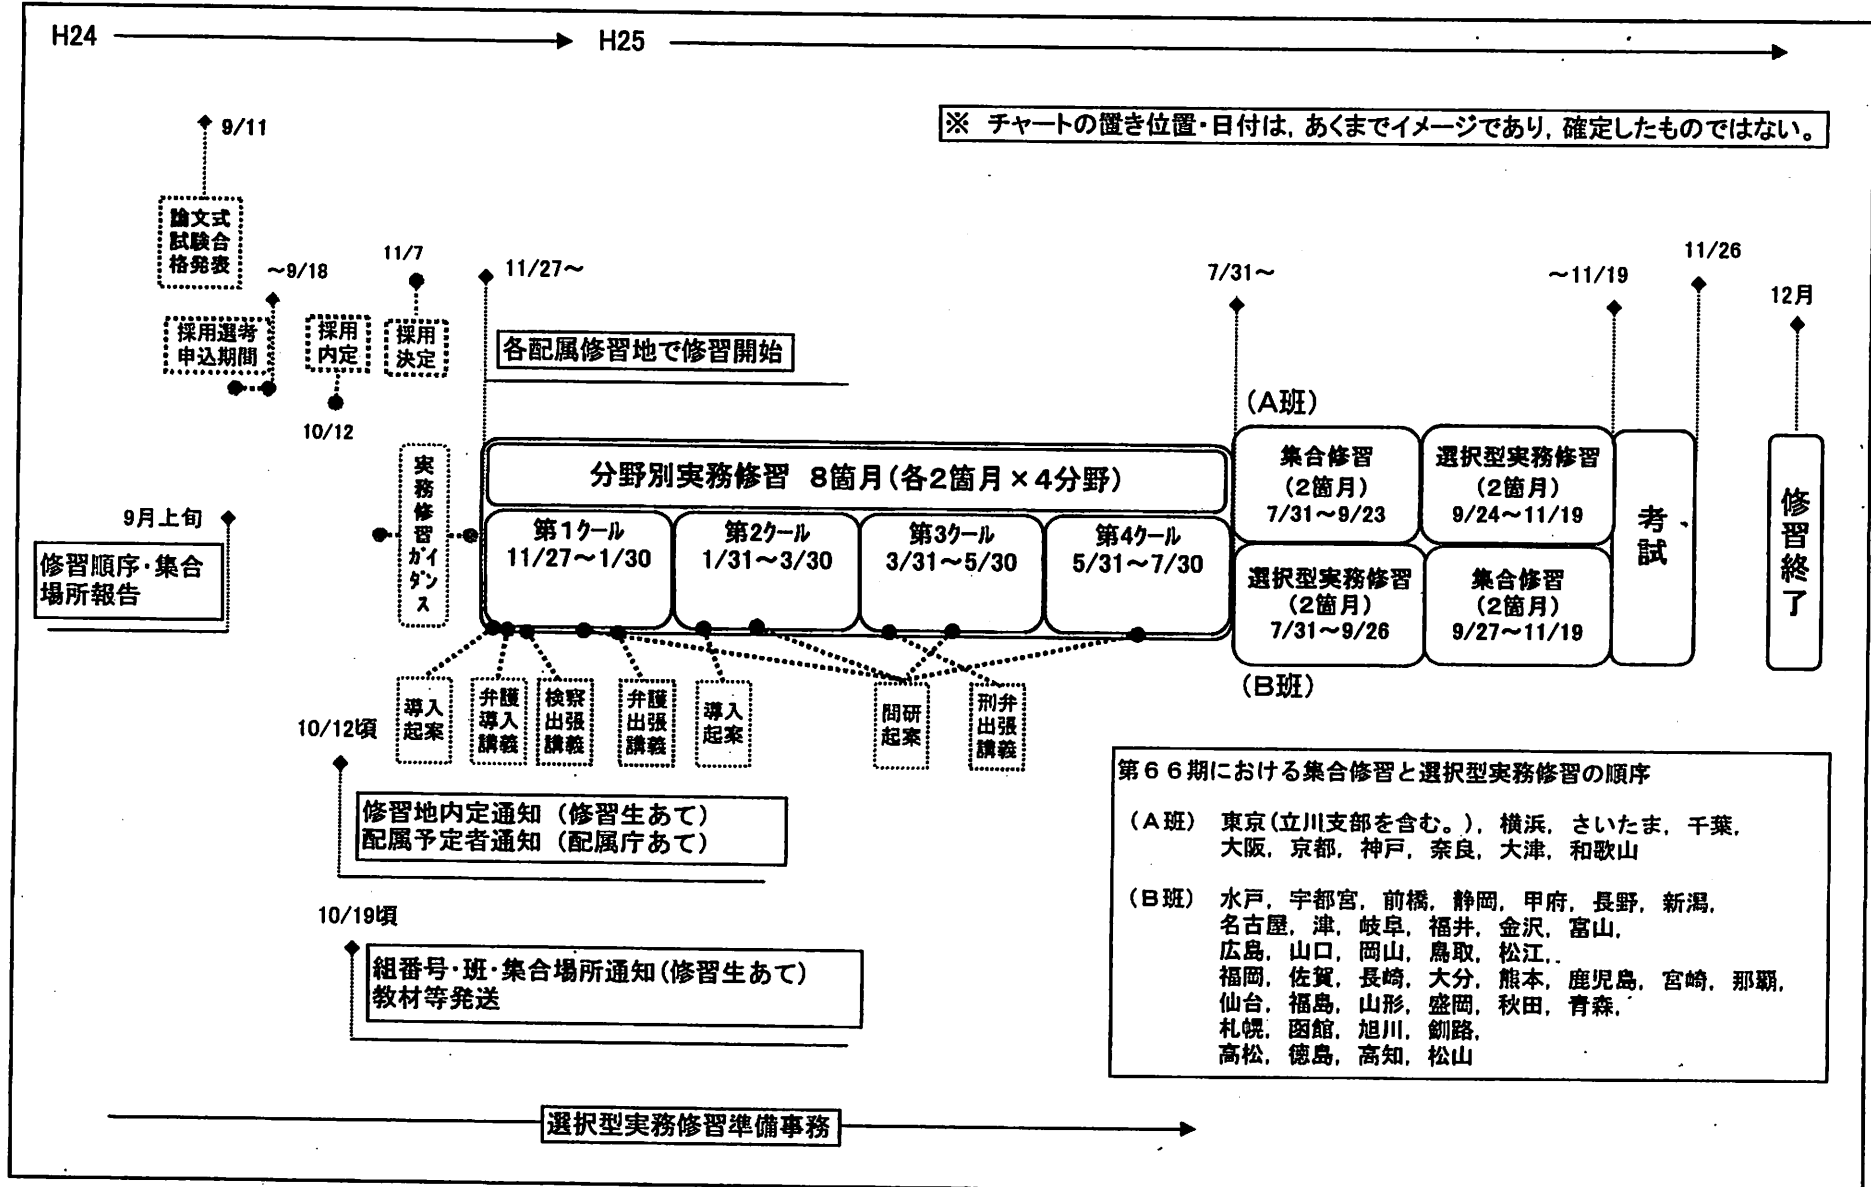 H24
H25
※ チャートの置き位置・日付は，あくまでイメージであり，確定したものではない。
9/11
論文式
試験合
格発表
～9/18
採用選考
申込期間
採用
内定
10/12
11/7
採用
決定
11/27～
各配属修習地で修習開始
7/31～
～11/19
11/26
12月
9月上旬
修習順序・集合
場所報告
実
務
修
習
ガイ
ダン
ス
分野別実務修習 8箇月(各2箇月×4分野)
第1クール
11/27～1/30
第2クール
1/31～3/30
第3クール
3/31～5/30
第4クール
5/31～7/30
(A班)
集合修習
(2箇月)
7/31～9/23
選択型実務修習
(2箇月)
9/24～11/19
選択型実務修習
(2箇月)
7/31～9/26
集合修習
(2箇月)
9/27～11/19
(B班)
考
試
修
習
終
了
導入
起案
弁護
導入
講義
検察
出張
講義
弁護
出張
講義
導入
起案
問研
起案
刑弁
出張
講義
10/12頃
修習地内定通知（修習生あて）
配属予定者通知（配属庁あて）
10/19頃
組番号・班・集合場所通知(修習生あて)
教材等発送
第６６期における集合修習と選択型実務修習の順序
(A班) 東京(立川支部を含む。)，横浜，さいたま，千葉，
大阪，京都，神戸，奈良，大津，和歌山
(B班) 水戸，宇都宮，前橋，静岡，甲府，長野，新潟，
名古屋，津，岐阜，福井，金沢，富山，
広島，山口，岡山，鳥取，松江，
福岡，佐賀，長崎，大分，熊本，鹿児島，宮崎，那覇，
仙台，福島，山形，盛岡，秋田，青森，
札幌，函館，旭川，釧路，
高松，徳島，高知，松山
選択型実務修習準備事務